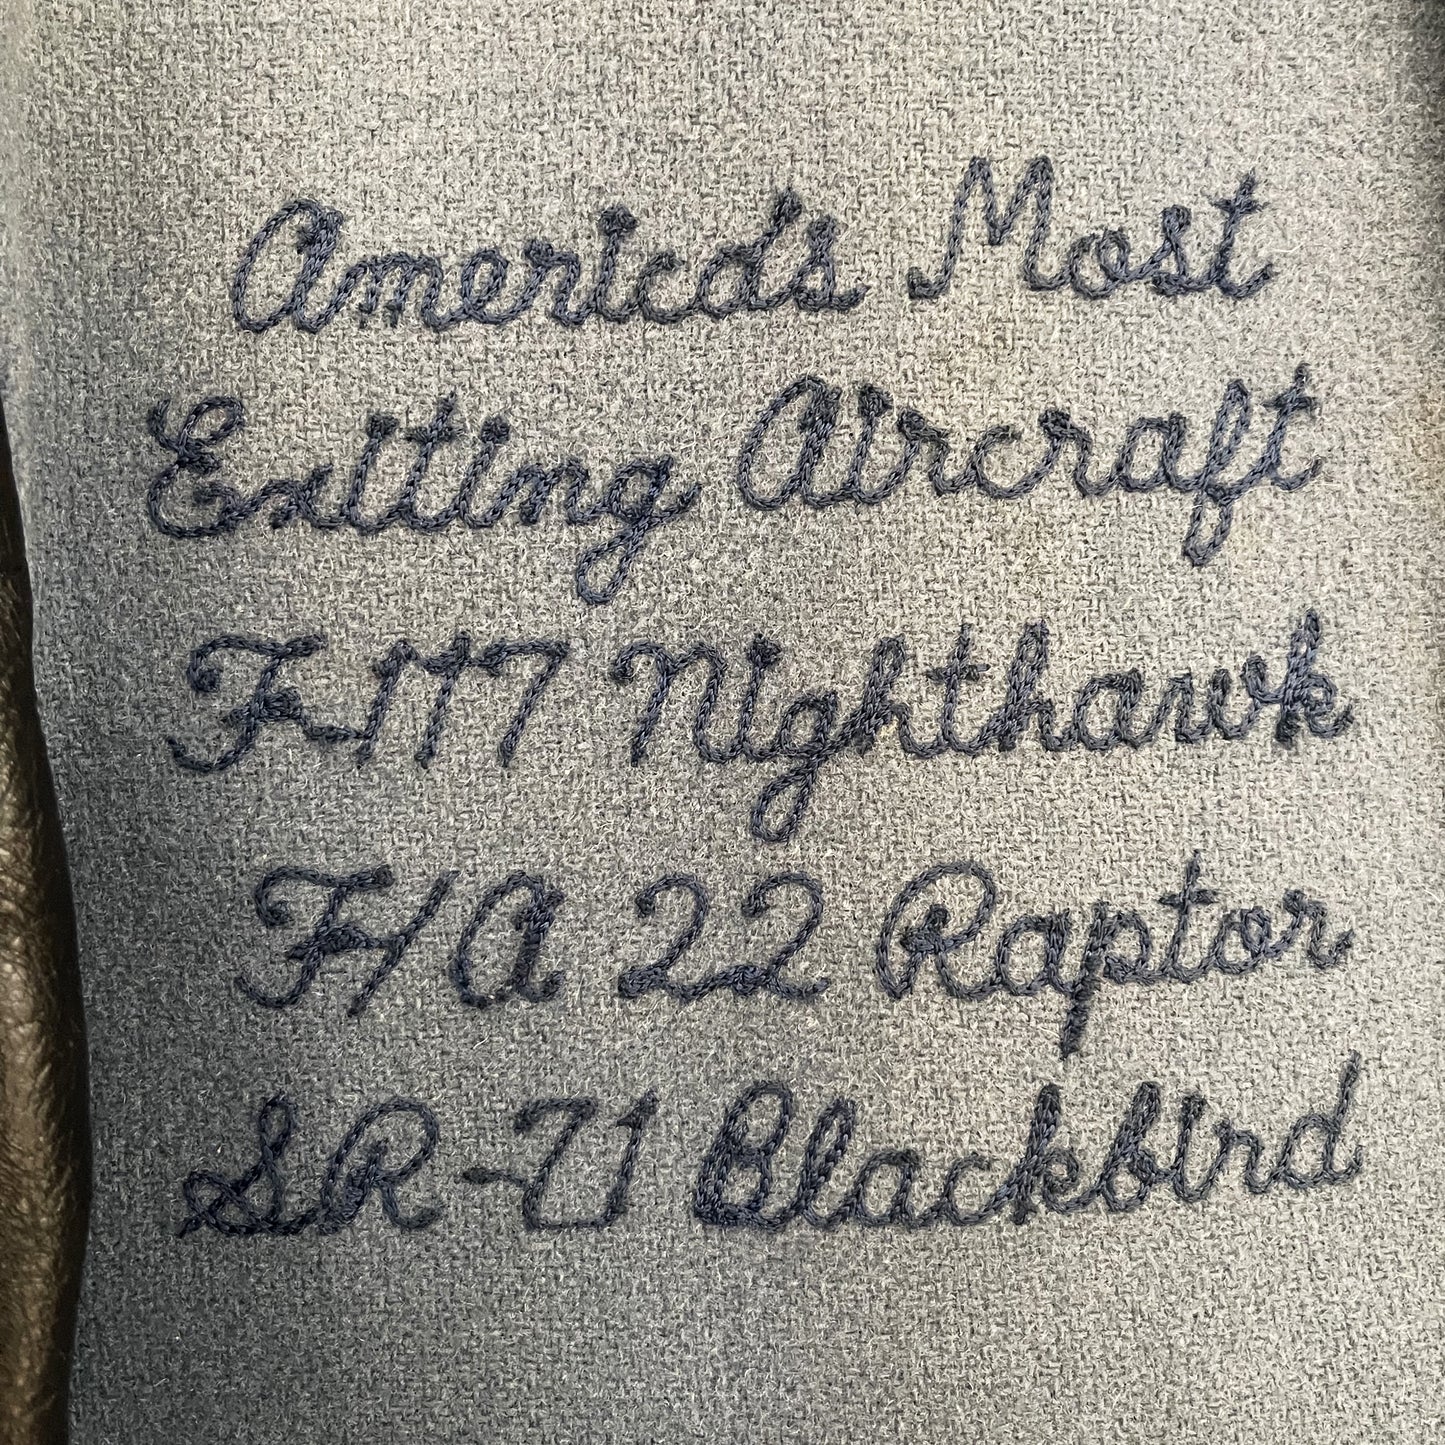 America's Most
Exiting Aircraft
F-117 Nighthawk
F/A 22 Raptor
SR-71 Blackbird